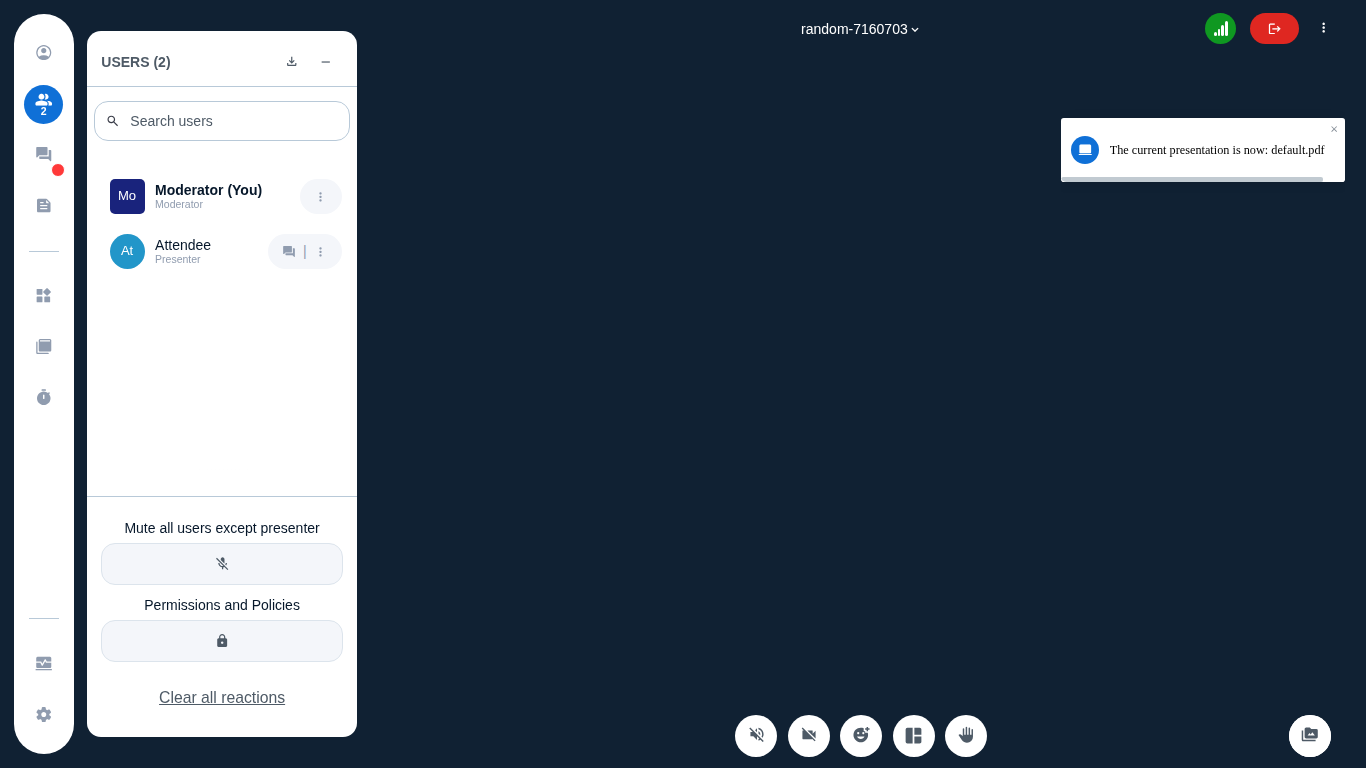 random-7160703
USERS (2)
2
Search users
The current presentation is now: default.pdf
Mo
Moderator (You)
Moderator
At
Attendee
Presenter
Mute all users except presenter
Permissions and Policies
Clear all reactions